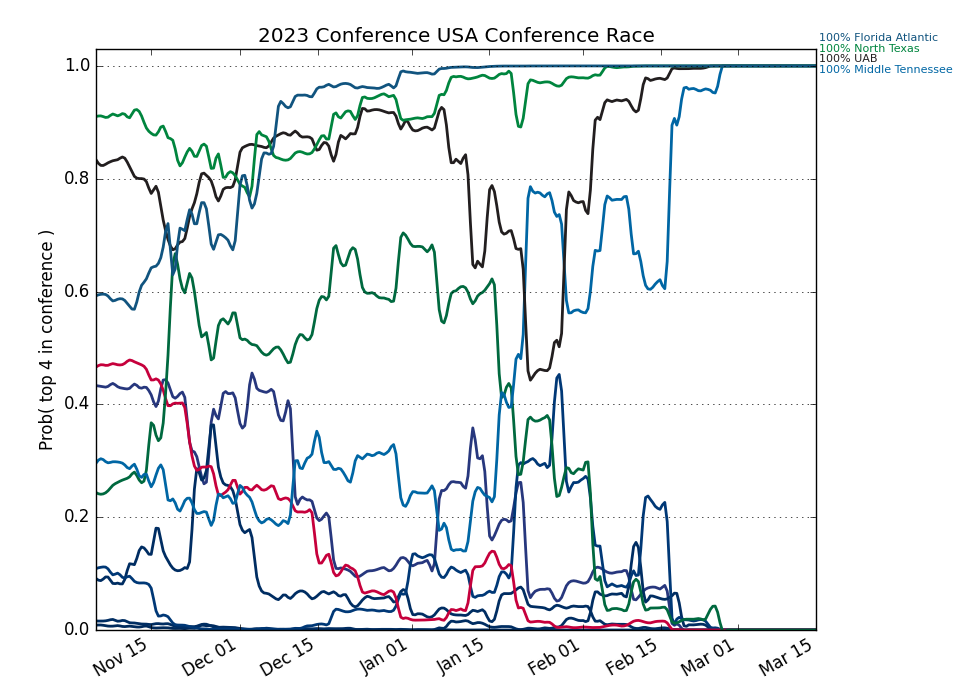 2023 Conference USA Conference Race
100% Florida Atlantic
100% North Texas
100% UAB
100% Middle Tennessee
Prob( top 4 in conference )
1.0
0.8
0.6
0.4
0.2
0.0
Nov 15
Dec 01
Dec 15
Jan 01
Jan 15
Feb 01
Feb 15
Mar 01
Mar 15